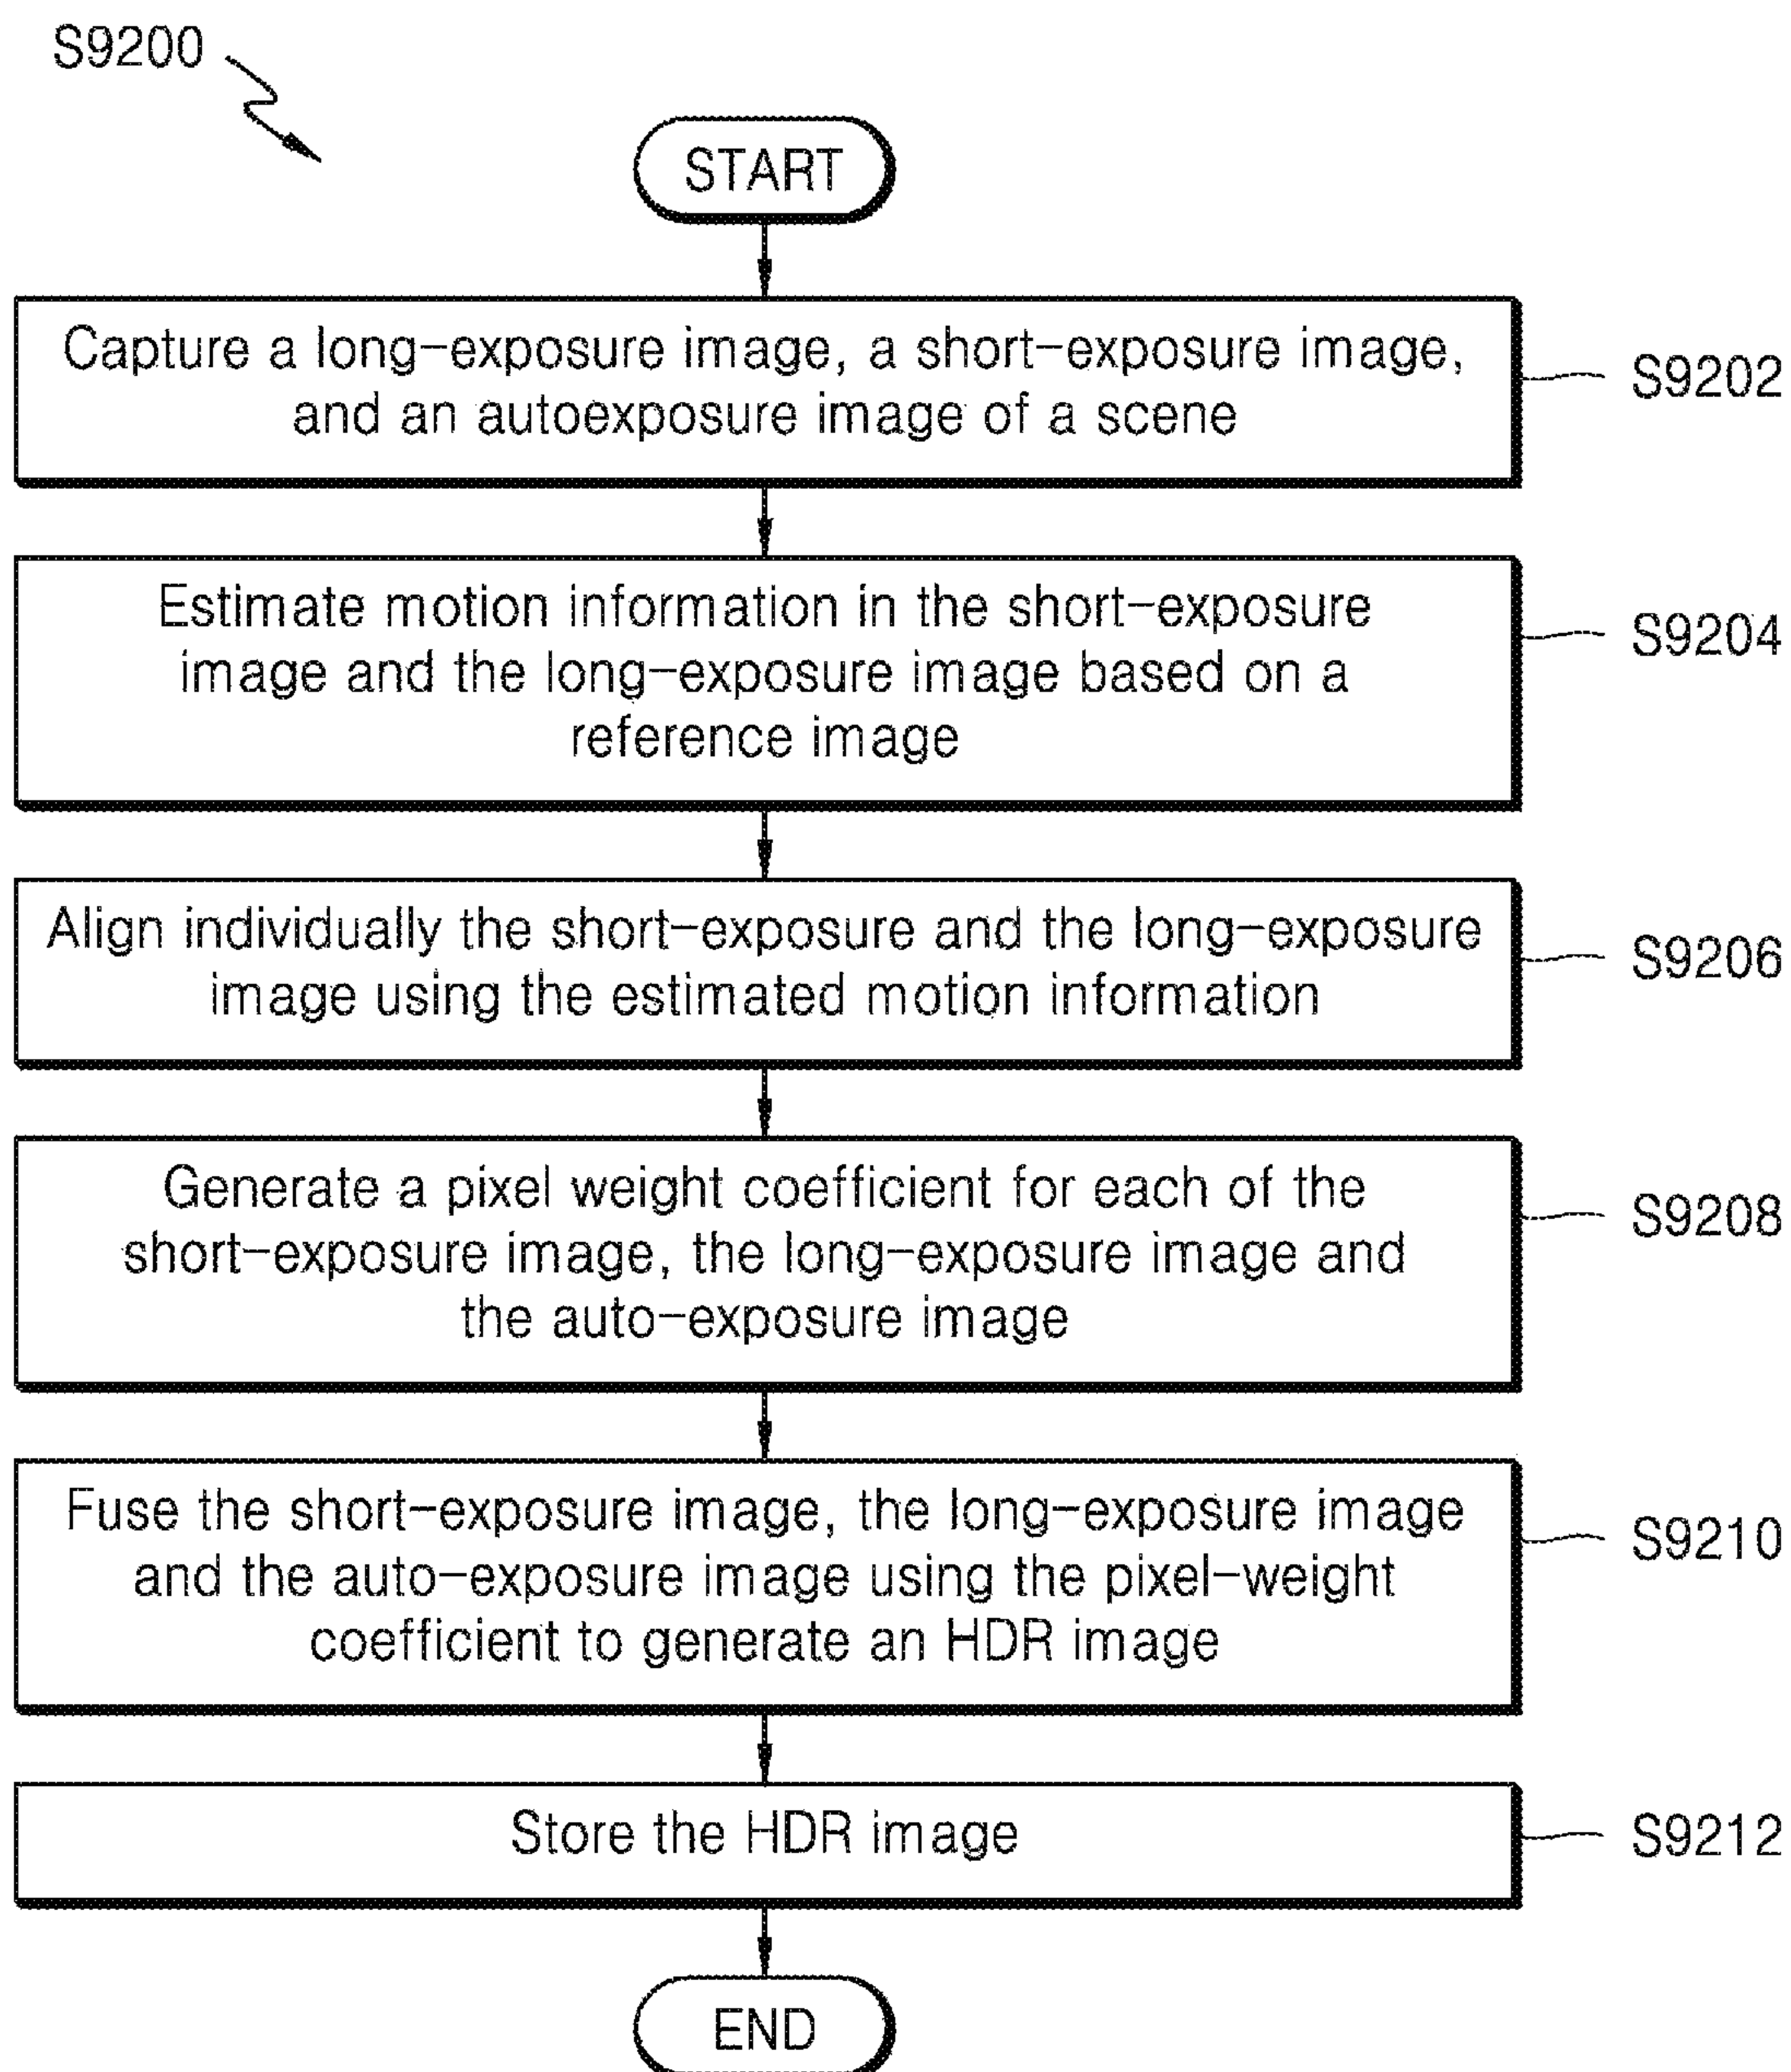 S9200
START
Capture a long-exposure image, a short-exposure image,
and an autoexposure image of a scene
S9202
Estimate motion information in the short-exposure
image and the long-exposure image based on a
reference image
S9204
Align individually the short-exposure and the long-exposure
image using the estimated motion information
S9206
Generate a pixel weight coefficient for each of the
short-exposure image, the long-exposure image and
the auto-exposure image
S9208
Fuse the short-exposure image, the long-exposure image
and the auto-exposure image using the pixel-weight
coefficient to generate an HDR image
S9210
Store the HDR image
S9212
END